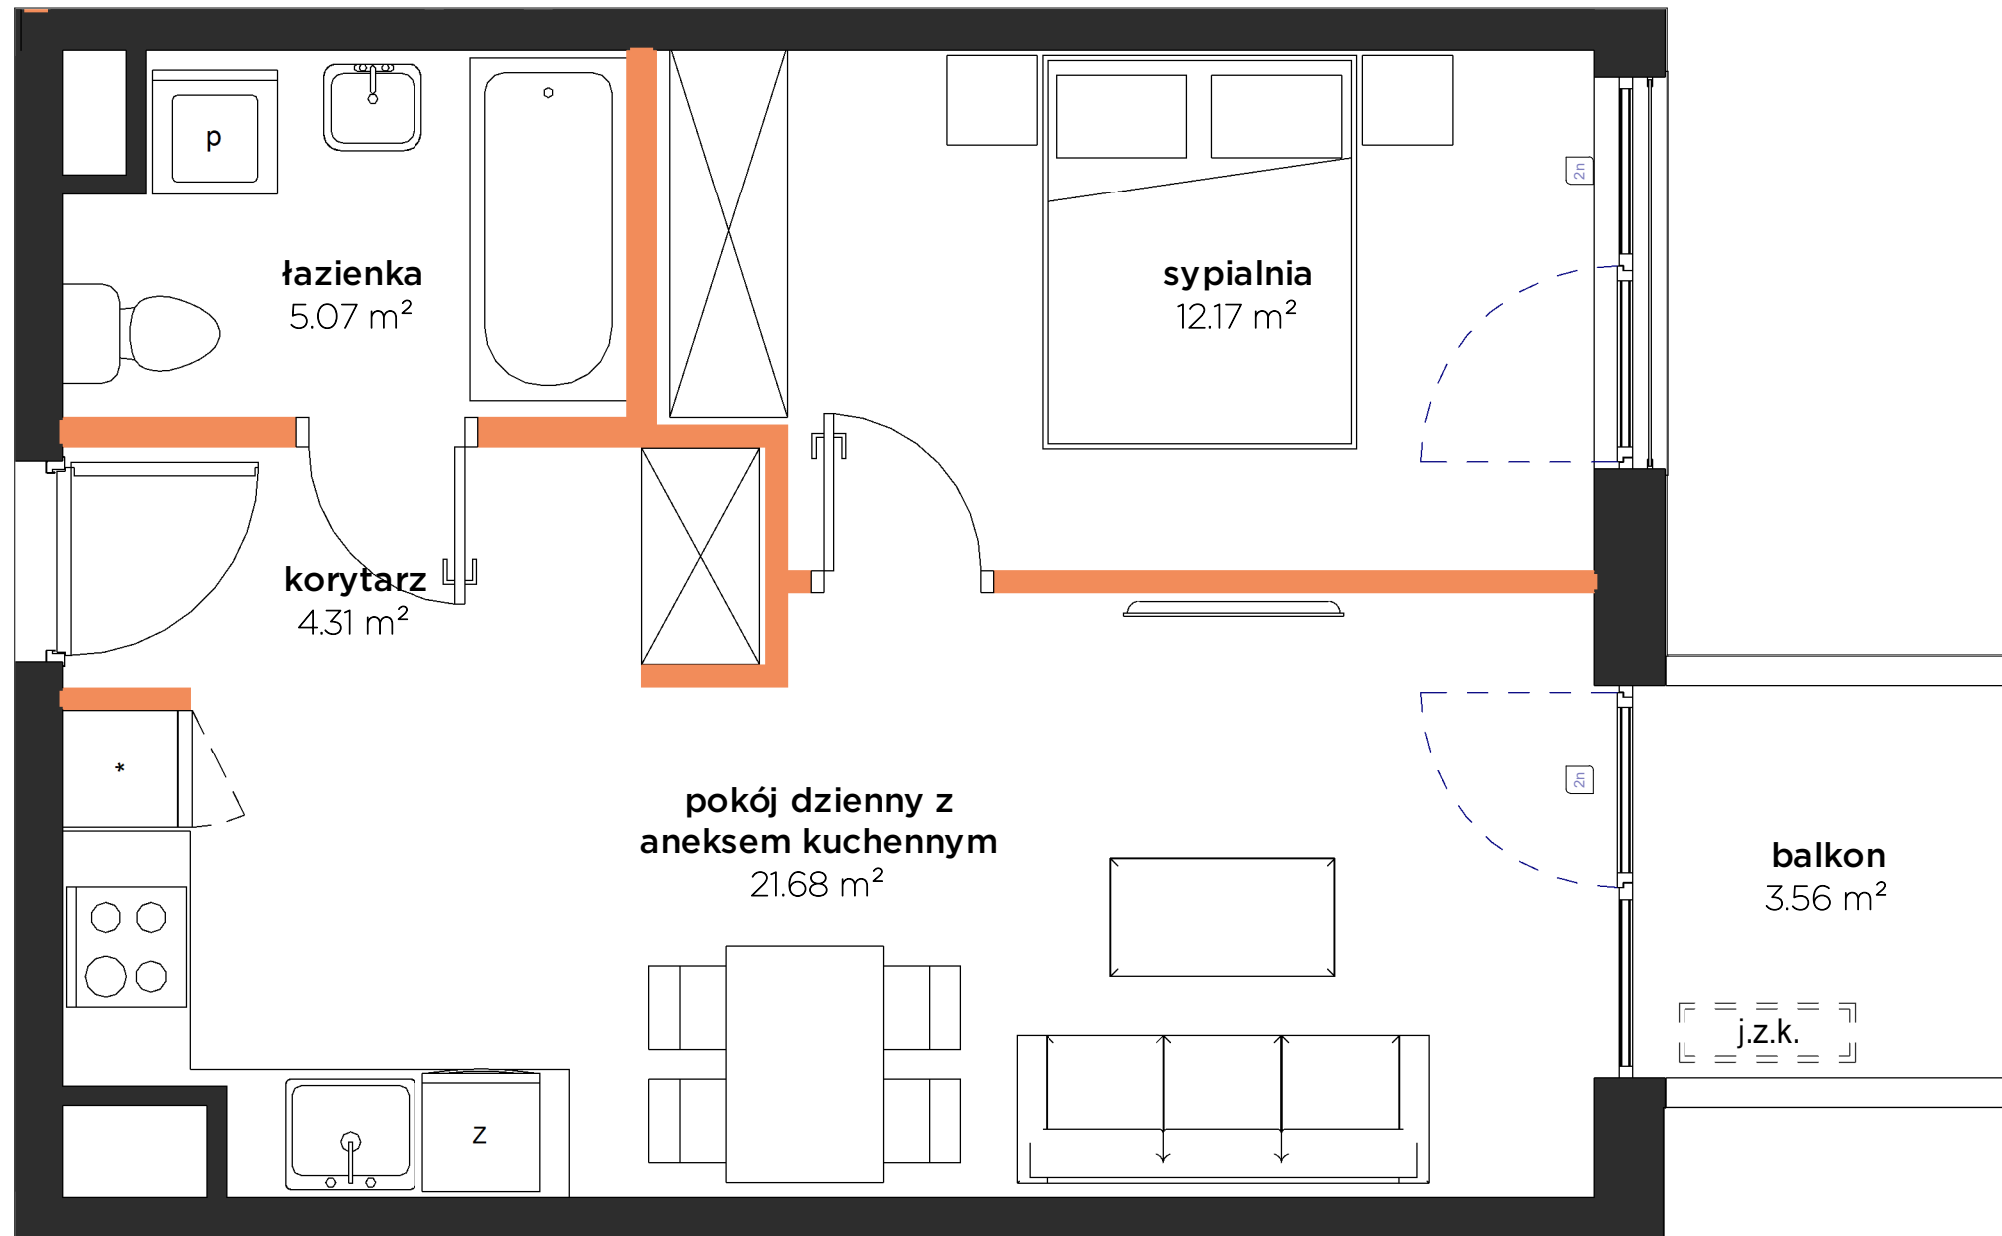 p
2n
łazienka
5.07 m²
sypialnia
12.17 m²
korytarz
4.31 m²
*
2n
pokój dzienny z
aneksem kuchennym
21.68 m²
balkon
3.56 m²
j.z.k.
z